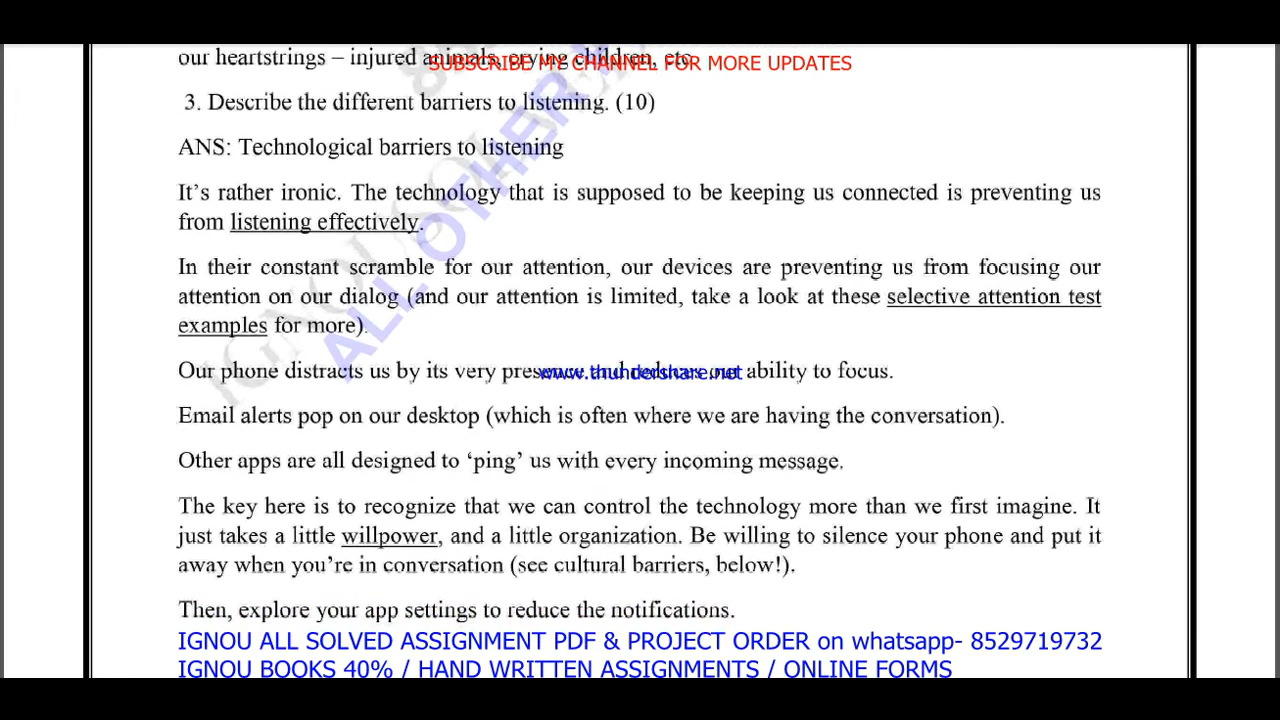 our heartstrings – injured animals, crying children, etc
SUBSCRIBE MY CHANNEL FOR MORE UPDATES
3. Describe the different barriers to listening. (10)
ANS: Technological barriers to listening
It’s rather ironic. The technology that is supposed to be keeping us connected is preventing us
from listening effectively.
In their constant scramble for our attention, our devices are preventing us from focusing our
attention on our dialog (and our attention is limited, take a look at these selective attention test
examples for more).
Our phone distracts us by its very presence and reduces our ability to focus.
www.thundershare.net
Email alerts pop on our desktop (which is often where we are having the conversation).
Other apps are all designed to ‘ping’ us with every incoming message.
The key here is to recognize that we can control the technology more than we first imagine. It
just takes a little willpower, and a little organization. Be willing to silence your phone and put it
away when you’re in conversation (see cultural barriers, below!).
Then, explore your app settings to reduce the notifications.
IGNOU ALL SOLVED ASSIGNMENT PDF & PROJECT ORDER on whatsapp- 8529719732
IGNOU BOOKS 40% / HAND WRITTEN ASSIGNMENTS / ONLINE FORMS
ALL OTHER